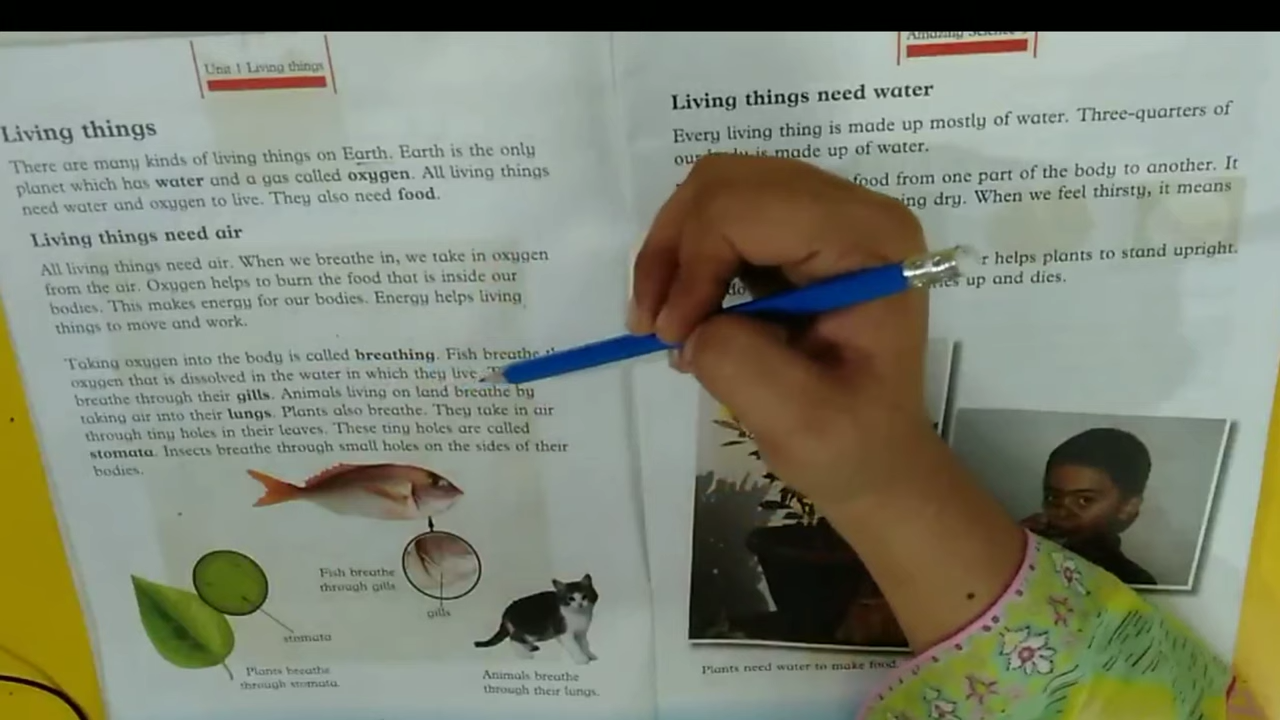 Unit 1 Living things
Living things
There are many kinds of living things on Earth. Earth is the only
planet which has water and a gas called oxygen. All living things
need water and oxygen to live. They also need food.
Living things need air
All living things need air. When we breathe in, we take in oxygen
from the air. Oxygen helps to burn the food that is inside our
bodies. This makes energy for our bodies. Energy helps living
things to move and work.
Taking oxygen into the body is called breathing. Fish breathe
oxygen that is dissolved in the water in which they live.
breathe through their gills. Animals living on land breathe by
taking air into their lungs. Plants also breathe. They take in air
through tiny holes in their leaves. These tiny holes are called
stomata. Insects breathe through small holes on the sides of their
bodies.
Fish breathe
through gills
gills
stomata
Plants breathe
through stomata.
Animals breathe
through their lungs.
Amazing Science
Living things need water
Every living thing is made up mostly of water. Three-quarters of
is made up of water.
food from one part of the body to another. It
dry. When we feel thirsty, it means
helps plants to stand upright.
up and dies.
Plants need water to make food.